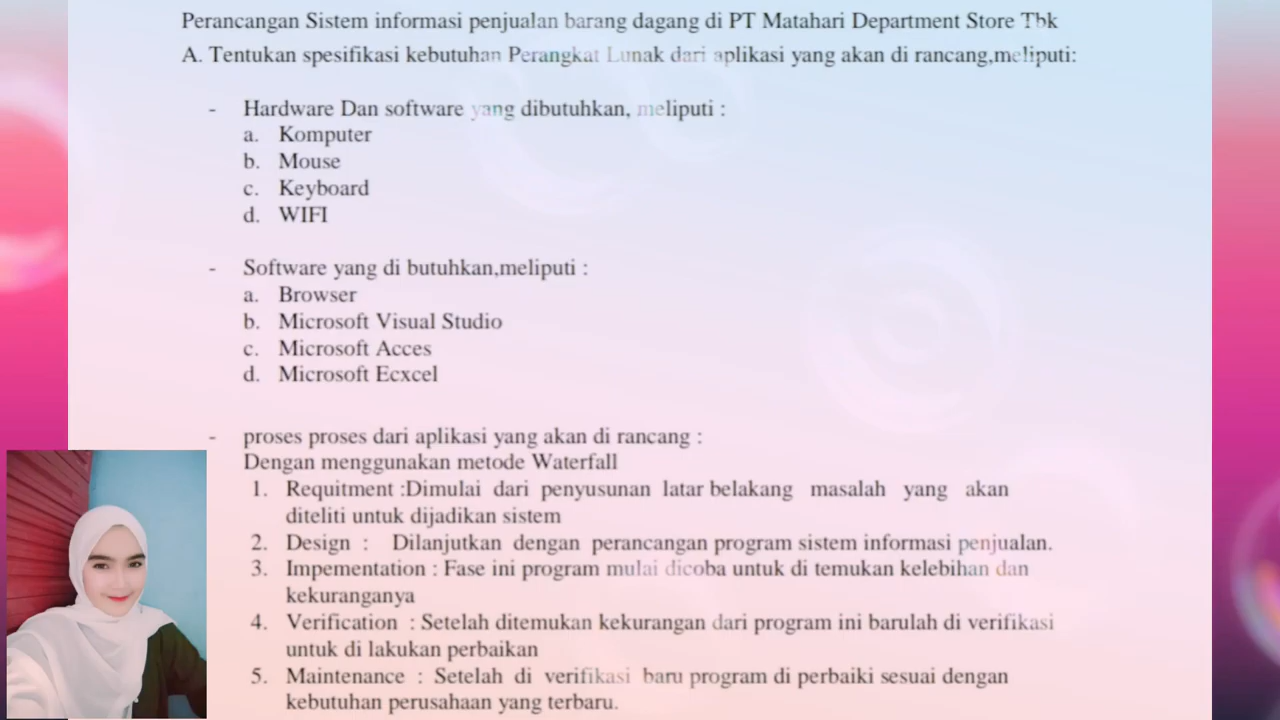 Perancangan Sistem informasi penjualan barang dagang di PT Matahari Department Store Tbk
A. Tentukan spesifikasi kebutuhan Perangkat Lunak dari aplikasi yang akan di rancang,meliputi:
- Hardware Dan software yang dibutuhkan, meliputi :
a. Komputer
b. Mouse
c. Keyboard
d. WIFI
- Software yang di butuhkan,meliputi :
a. Browser
b. Microsoft Visual Studio
c. Microsoft Acces
d. Microsoft Ecxcel
- proses proses dari aplikasi yang akan di rancang :
Dengan menggunakan metode Waterfall
1. Requitment :Dimulai dari penyusunan latar belakang masalah yang akan
diteliti untuk dijadikan sistem
2. Design : Dilanjutkan dengan perancangan program sistem informasi penjualan.
3. Impementation : Fase ini program mulai dicoba untuk di temukan kelebihan dan
kekuranganya
4. Verification : Setelah ditemukan kekurangan dari program ini barulah di verifikasi
untuk di lakukan perbaikan
5. Maintenance : Setelah di verifikasi baru program di perbaiki sesuai dengan
kebutuhan perusahaan yang terbaru.